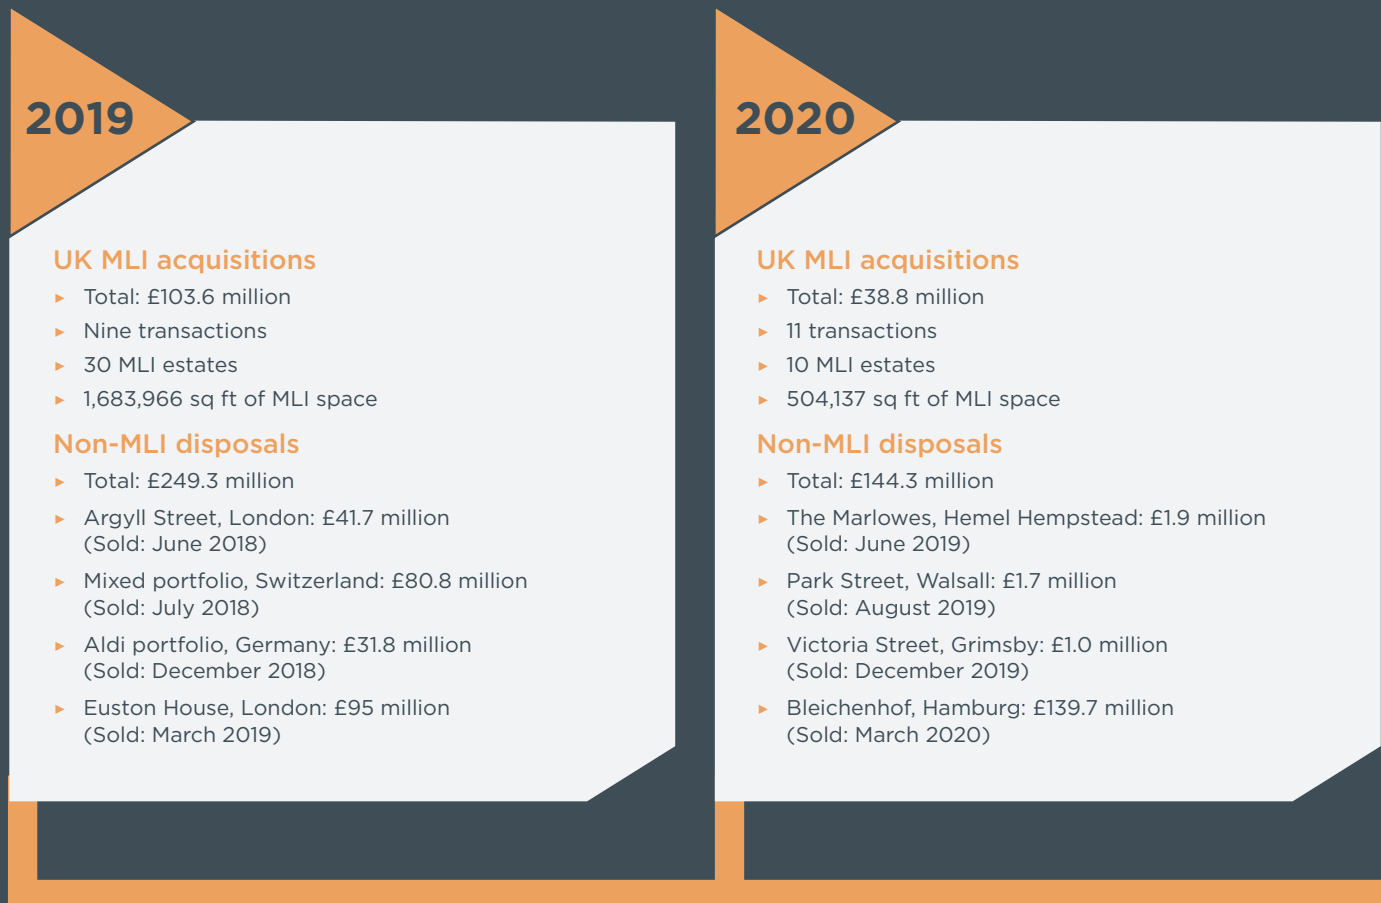 2019
UK MLI acquisitions
► Total: £103.6 million
► Nine transactions
► 30 MLI estates
► 1,683,966 sq ft of MLI space
Non-MLI disposals
► Total: £249.3 million
► Argyll Street, London: £41.7 million
(Sold: June 2018)
► Mixed portfolio, Switzerland: £80.8 million
(Sold: July 2018)
► Aldi portfolio, Germany: £31.8 million
(Sold: December 2018)
► Euston House, London: £95 million
(Sold: March 2019)
2020
UK MLI acquisitions
► Total: £38.8 million
► 11 transactions
► 10 MLI estates
► 504,137 sq ft of MLI space
Non-MLI disposals
► Total: £144.3 million
► The Marlowes, Hemel Hempstead: £1.9 million
(Sold: June 2019)
► Park Street, Walsall: £1.7 million
(Sold: August 2019)
► Victoria Street, Grimsby: £1.0 million
(Sold: December 2019)
► Bleichenhof, Hamburg: £139.7 million
(Sold: March 2020)